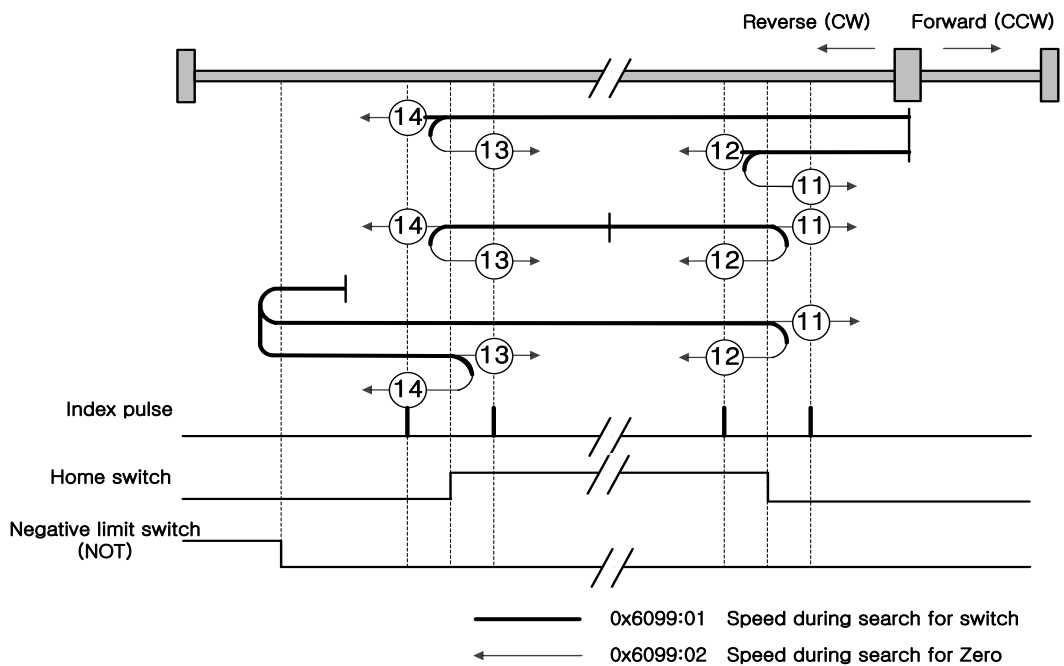 Reverse (CW) Forward (CCW)
14
13 12
11
14 11
13 12
11
13 12
14
Index pulse
Home switch
Negative limit switch
(NOT)
0x6099:01 Speed during search for switch
0x6099:02 Speed during search for Zero